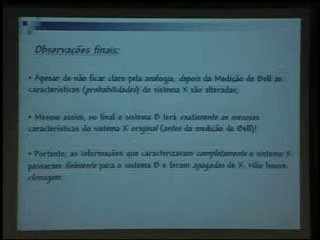 Observações finais:
• Apesar de não ficar claro pela analogia, depois da Medição de Bell as
características (probabilidades) do sistema X são alteradas;
• Mesmo assim, no final o sistema B terá exatamente as mesmas
características do sistema X original (antes da medição de Bell)!
• Portanto, as informações que caracterizavam completamente o sistema X
passaram fielmente para o sistema B e foram apagadas de X. Não houve
clonagem.